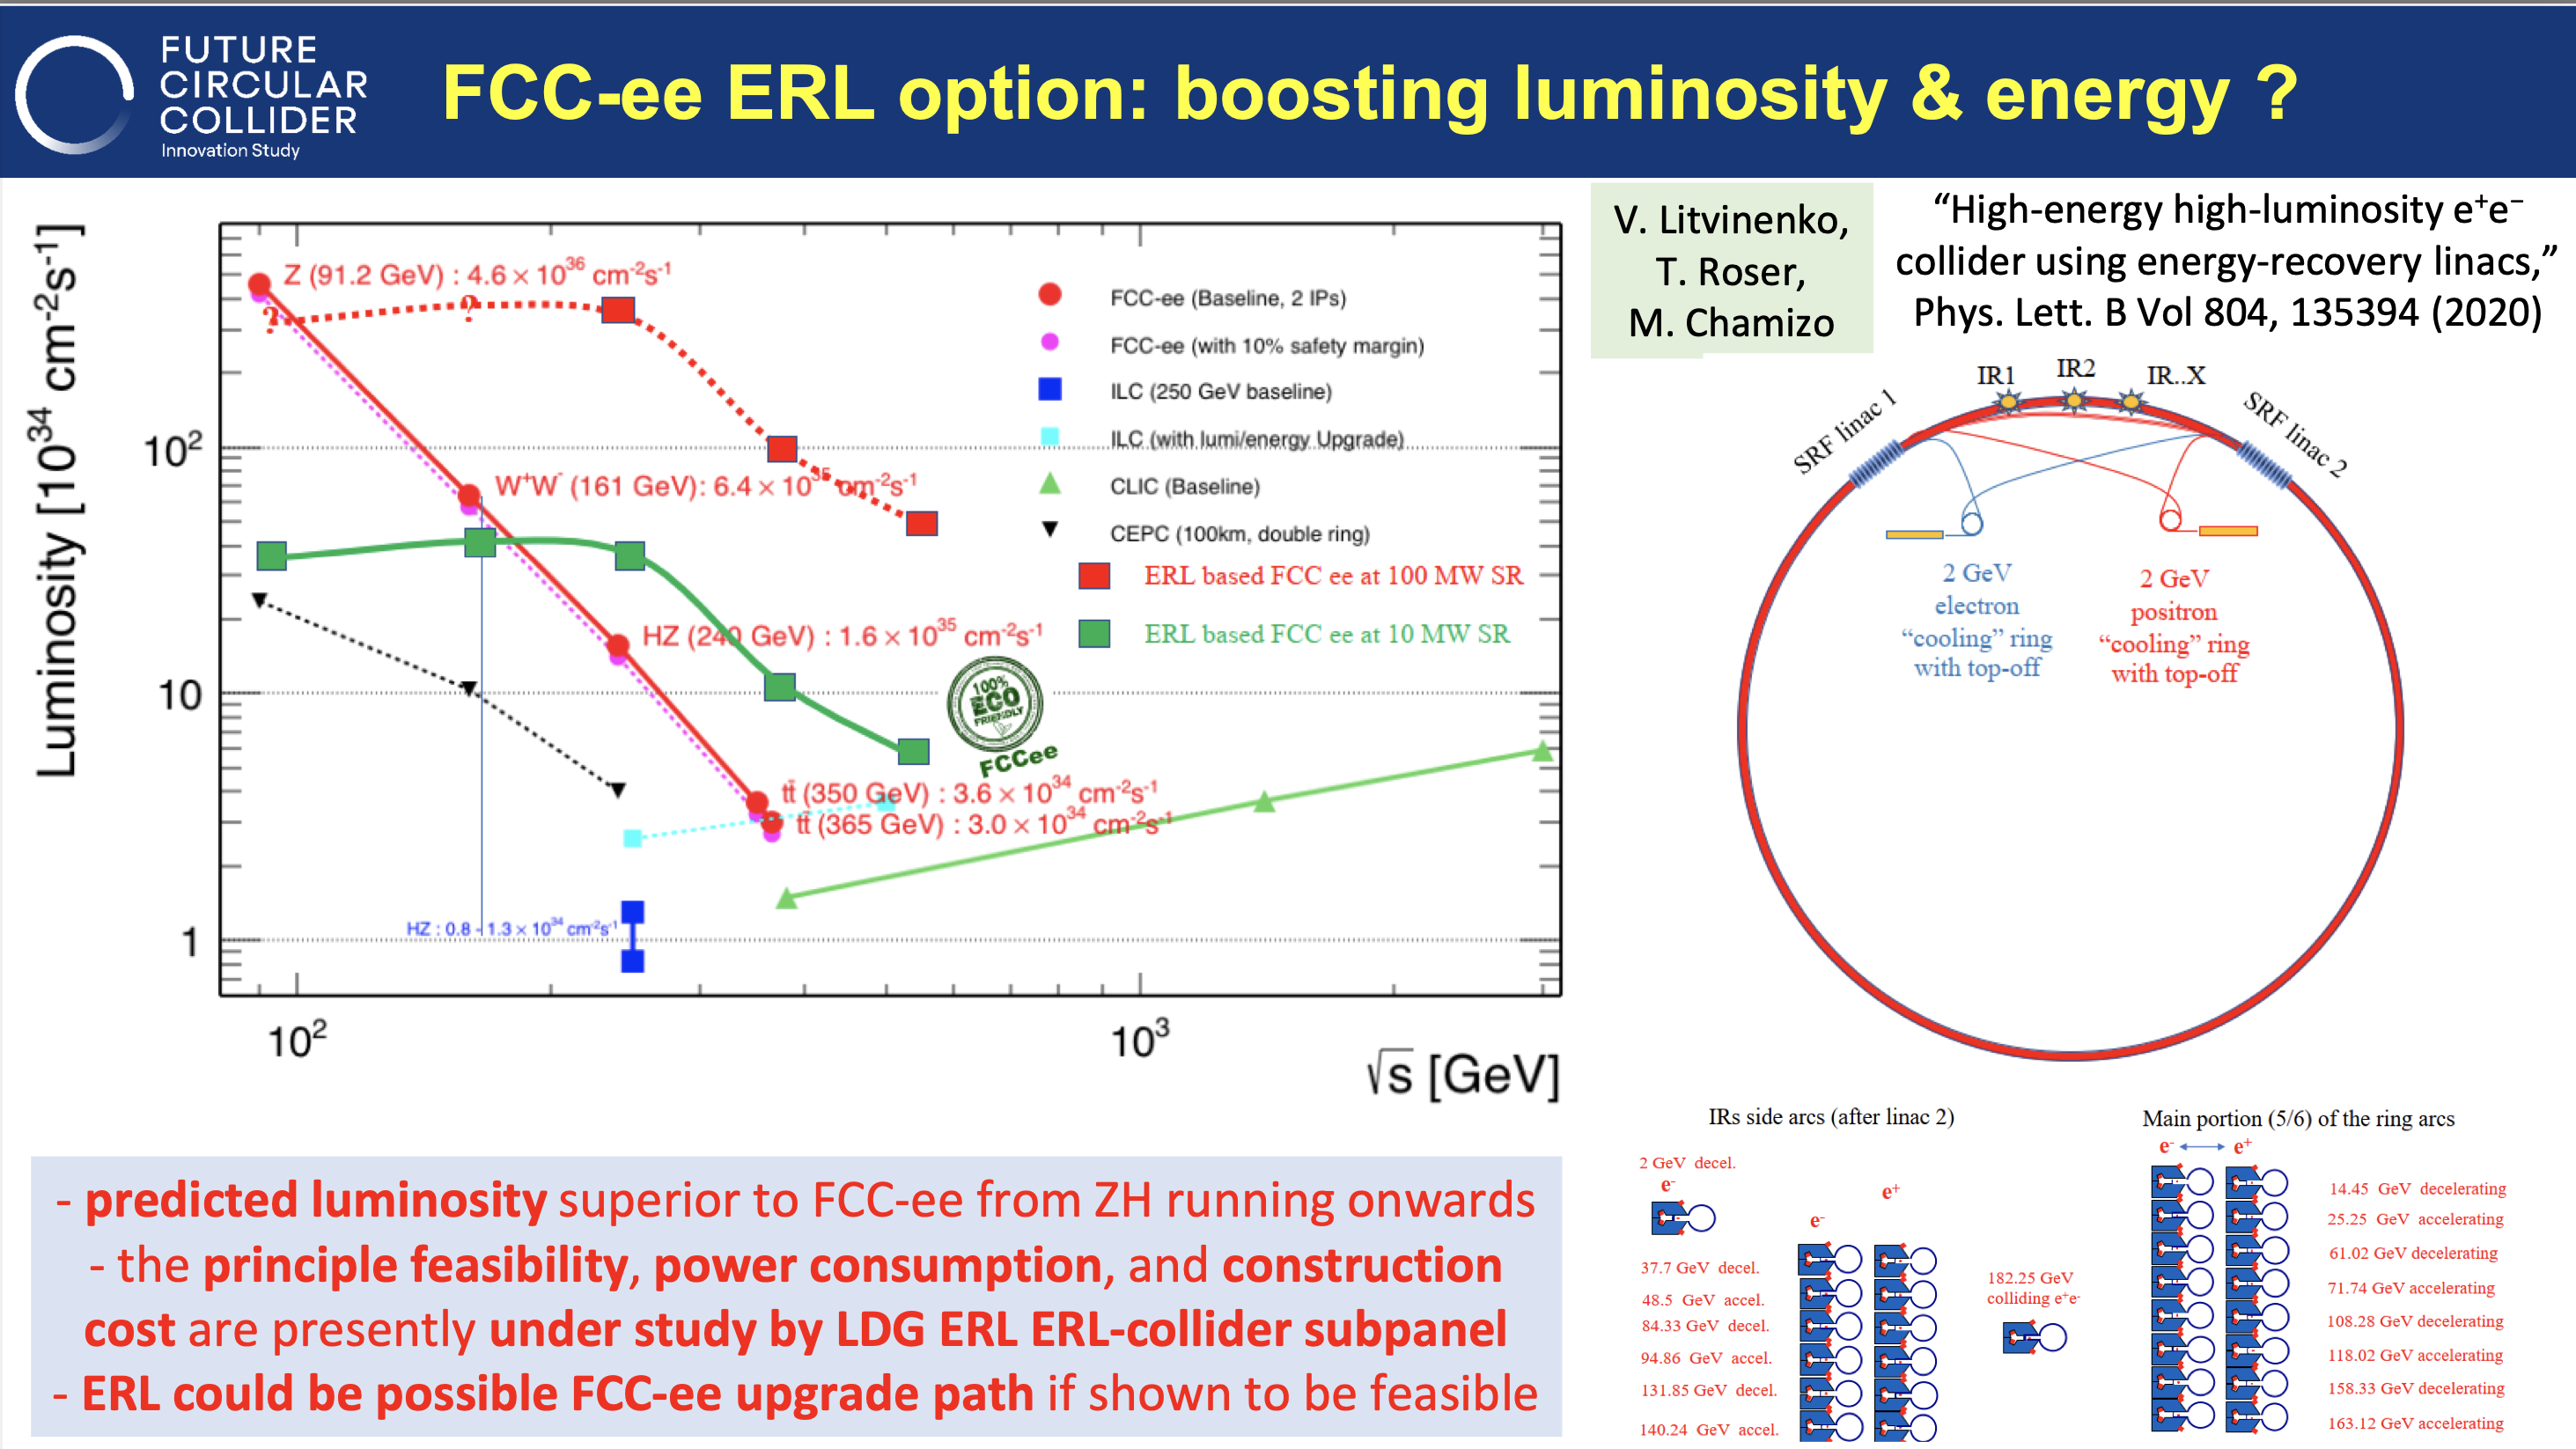 FUTURE
CIRCULAR
COLLIDER
Innovation Study
FCC-ee ERL option: boosting luminosity & energy ?
Luminosity [10³⁴ cm⁻²s⁻¹]
10²
10
1
10²
10³
√s [GeV]
Z (91.2 GeV) : 4.6 × 10³⁶ cm⁻²s⁻¹
?
?
W⁺W⁻ (161 GeV): 6.4 × 10³⁵ cm⁻²s⁻¹
HZ (240 GeV) : 1.6 × 10³⁵ cm⁻²s⁻¹
tt̄ (350 GeV) : 3.6 × 10³⁴ cm⁻²s⁻¹
tt̄ (365 GeV) : 3.0 × 10³⁴ cm⁻²s⁻¹
HZ : 0.8 - 1.3 × 10³⁴ cm⁻²s⁻¹
FCC-ee (Baseline, 2 IPs)
FCC-ee (with 10% safety margin)
ILC (250 GeV baseline)
ILC (with lumi/energy Upgrade)
CLIC (Baseline)
CEPC (100km, double ring)
ERL based FCC ee at 100 MW SR
ERL based FCC ee at 10 MW SR
100%
ECO
FRIENDLY
FCCee
V. Litvinenko,
T. Roser,
M. Chamizo
“High-energy high-luminosity e⁺e⁻
collider using energy-recovery linacs,”
Phys. Lett. B Vol 804, 135394 (2020)
IR1
IR2
IR..X
SRF linac 1
SRF linac 2
2 GeV
electron
“cooling” ring
with top-off
2 GeV
positron
“cooling” ring
with top-off
- predicted luminosity superior to FCC-ee from ZH running onwards
- the principle feasibility, power consumption, and construction
cost are presently under study by LDG ERL ERL-collider subpanel
- ERL could be possible FCC-ee upgrade path if shown to be feasible
IRs side arcs (after linac 2)
2 GeV decel.
e⁻
e⁻
e⁺
37.7 GeV decel.
48.5 GeV accel.
84.33 GeV decel.
94.86 GeV accel.
131.85 GeV decel.
140.24 GeV accel.
182.25 GeV
colliding e⁺e⁻
Main portion (5/6) of the ring arcs
e⁻
e⁺
14.45 GeV decelerating
25.25 GeV accelerating
61.02 GeV decelerating
71.74 GeV accelerating
108.28 GeV decelerating
118.02 GeV accelerating
158.33 GeV decelerating
163.12 GeV accelerating